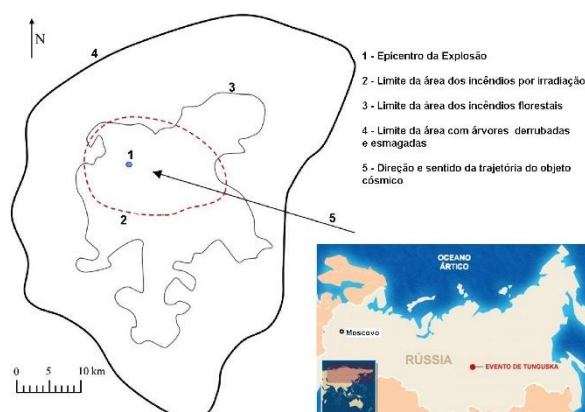 N
4
1 - Epicentro da Explosão
2 - Limite da área dos incêndios por irradiação
3 - Limite da área dos incêndios florestais
4 - Limite da área com árvores derrubadas
e esmagadas
5 - Direção e sentido da trajetória do objeto
cósmico
3
1
2
5
0 5 10 km
OCEANO
ÁRTICO
Moscovo
RÚSSIA
EVENTO DE TUNGUSKA